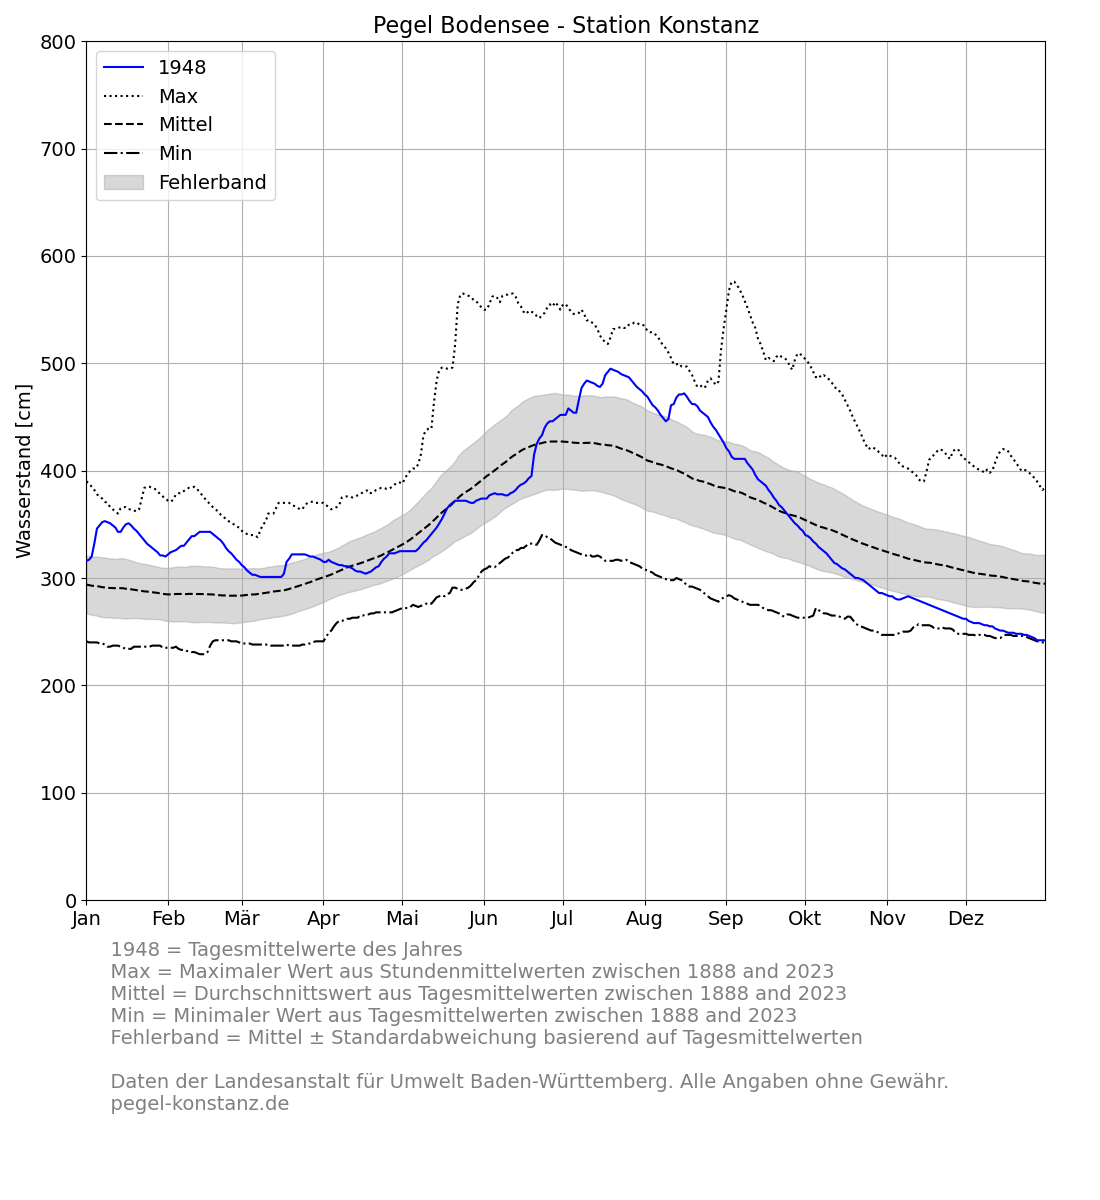 Pegel Bodensee - Station Konstanz
800
700
600
500
400
300
200
100
0
Wasserstand [cm]
1948
Max
Mittel
Min
Fehlerband
Jan Feb Mär Apr Mai Jun Jul Aug Sep Okt Nov Dez
1948 = Tagesmittelwerte des Jahres
Max = Maximaler Wert aus Stundenmittelwerten zwischen 1888 and 2023
Mittel = Durchschnittswert aus Tagesmittelwerten zwischen 1888 and 2023
Min = Minimaler Wert aus Tagesmittelwerten zwischen 1888 and 2023
Fehlerband = Mittel ± Standardabweichung basierend auf Tagesmittelwerten
Daten der Landesanstalt für Umwelt Baden-Württemberg. Alle Angaben ohne Gewähr.
pegel-konstanz.de